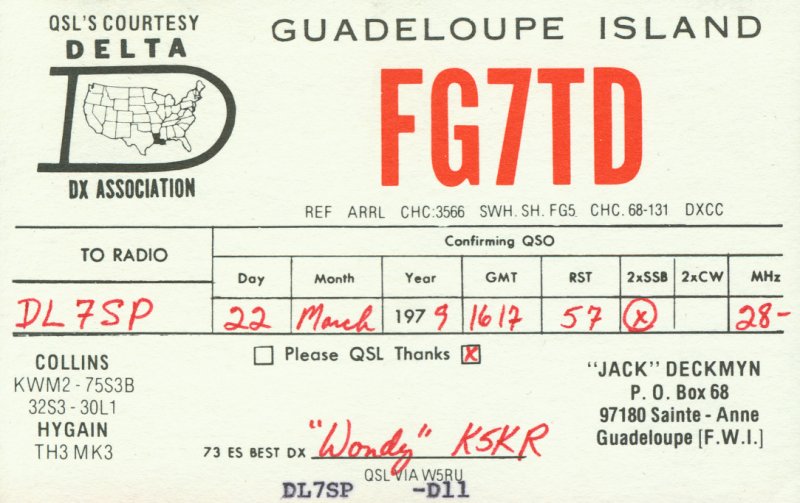 QSL'S COURTESY
DELTA
D
DX ASSOCIATION
GUADELOUPE ISLAND
FG7TD
REF ARRL CHC:3566 SWH. SH. FG5. CHC. 68-131 DXCC
TO RADIO
Confirming QSO
Day Month Year GMT RST 2xSSB 2xCW MHz
DL7SP 22 March 1979 1617 57 x 28-
Please QSL Thanks X
COLLINS
KWM2 - 75S3B
32S3 - 30L1
HYGAIN
TH3 MK3
"JACK" DECKMYN
P. O. Box 68
97180 Sainte - Anne
Guadeloupe [F.W.I.]
73 ES BEST DX "Wondy" K5KR
QSL VIA W5RU
DL7SP -D11